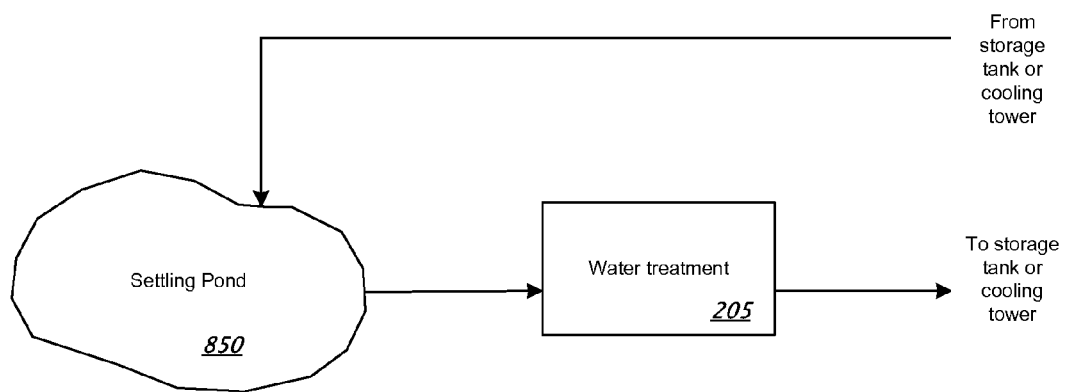 From
storage
tank or
cooling
tower
Settling Pond
850
Water treatment
205
To storage
tank or
cooling
tower